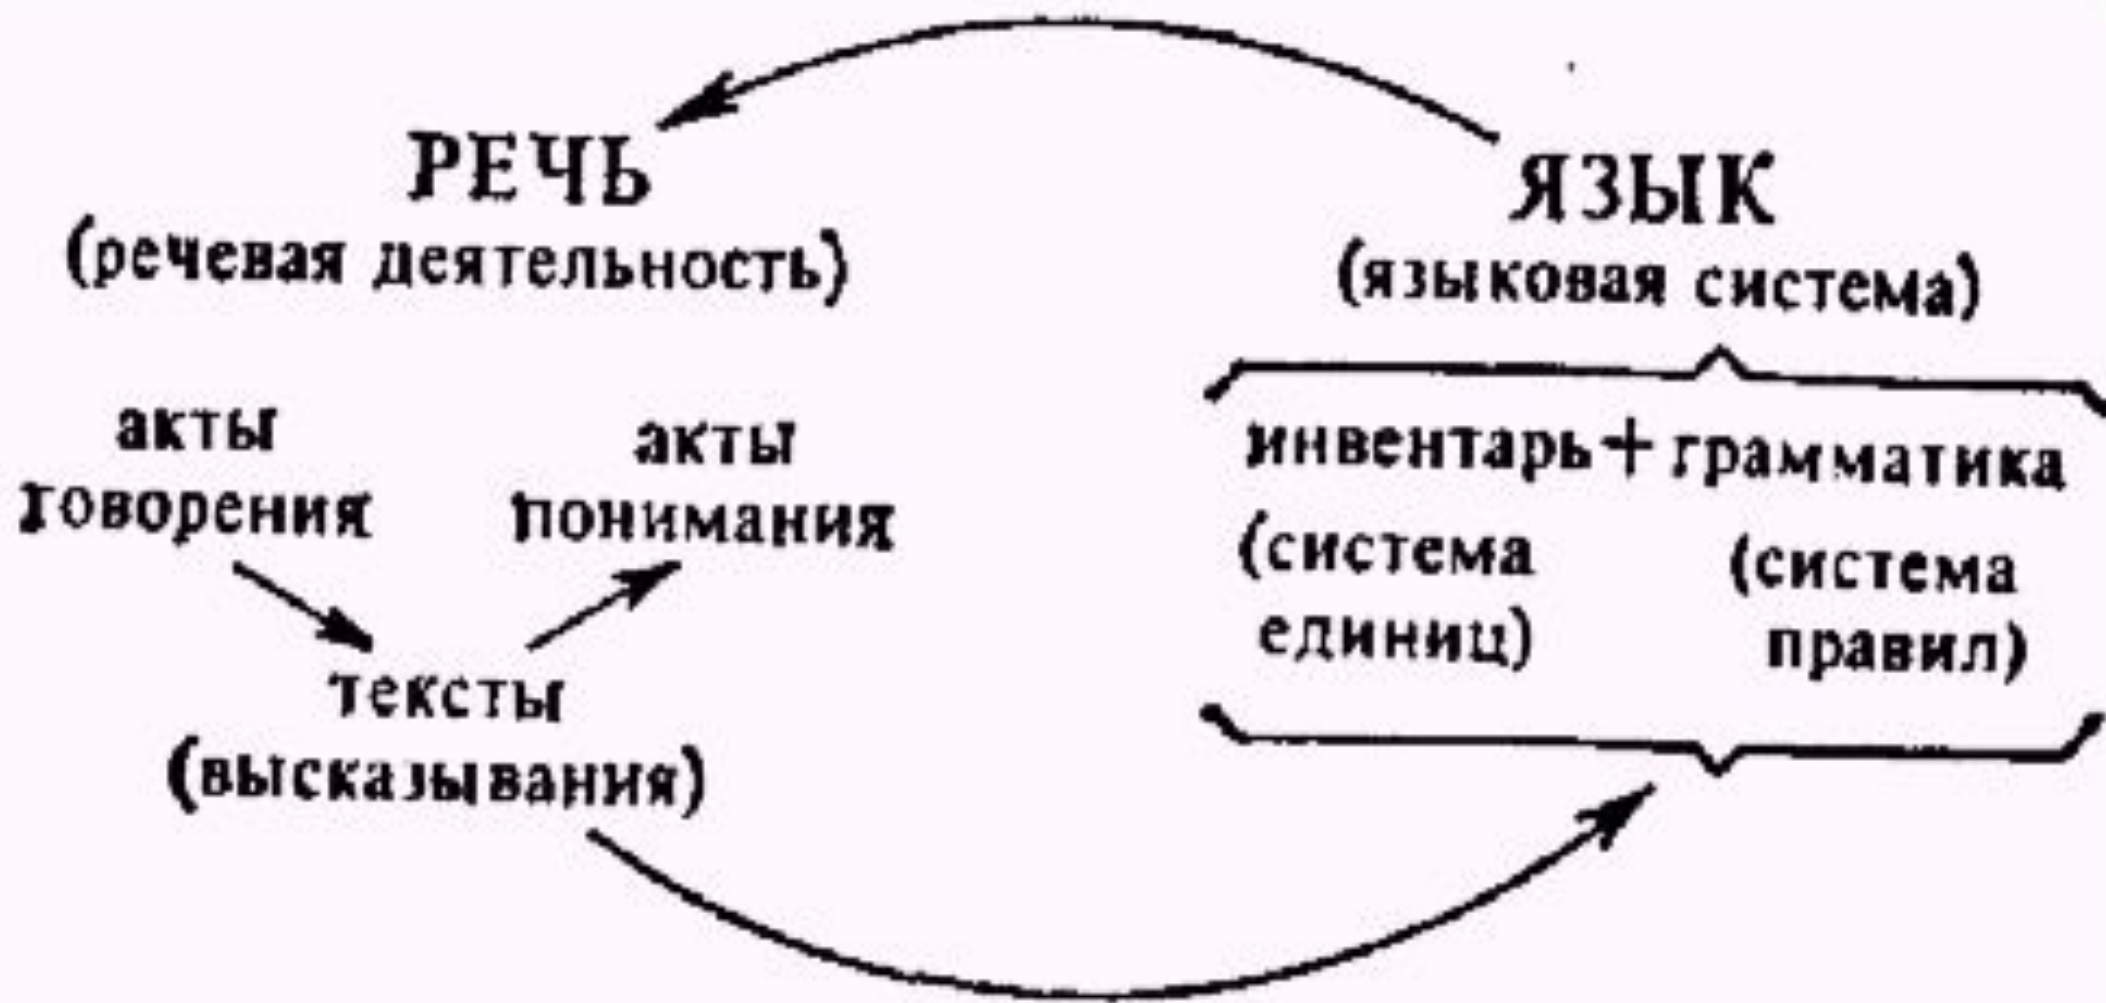 РЕЧЬ
(речевая деятельность)
акты
говорения
акты
понимания
тексты
(высказывания)
ЯЗЫК
(языковая система)
инвентарь + грамматика
(система
единиц)
(система
правил)